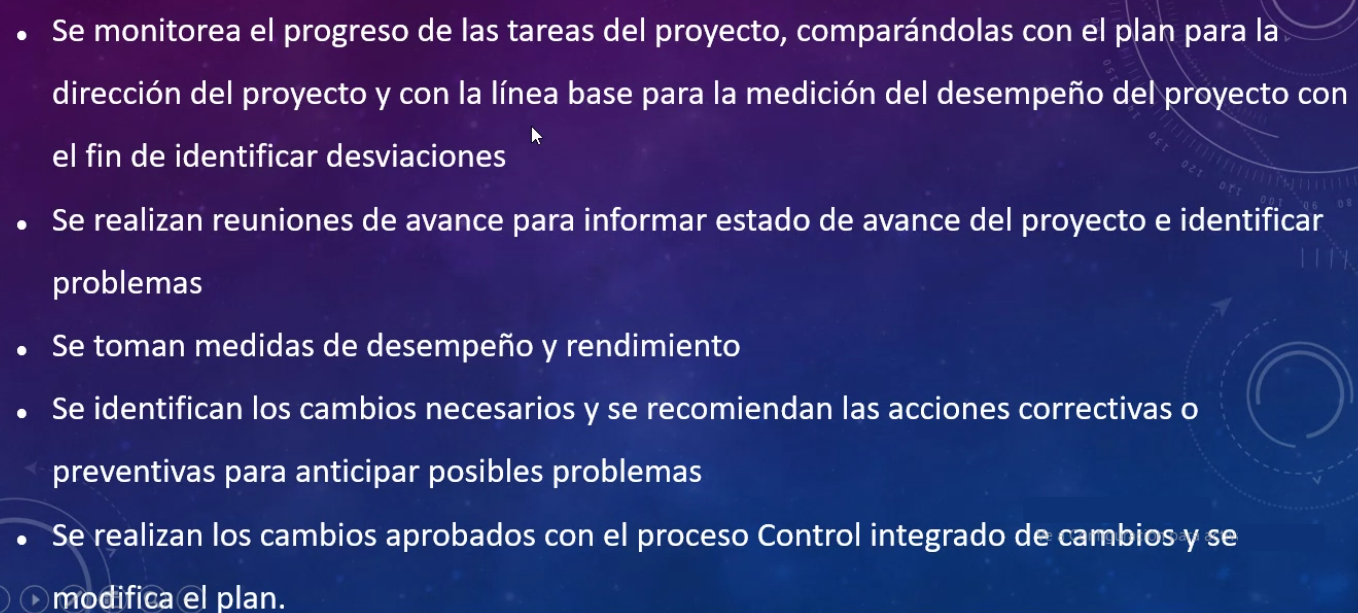 • Se monitorea el progreso de las tareas del proyecto, comparándolas con el plan para la
dirección del proyecto y con la línea base para la medición del desempeño del proyecto con
el fin de identificar desviaciones
• Se realizan reuniones de avance para informar estado de avance del proyecto e identificar
problemas
• Se toman medidas de desempeño y rendimiento
• Se identifican los cambios necesarios y se recomiendan las acciones correctivas o
preventivas para anticipar posibles problemas
• Se realizan los cambios aprobados con el proceso Control integrado de cambios y se
modifica el plan.